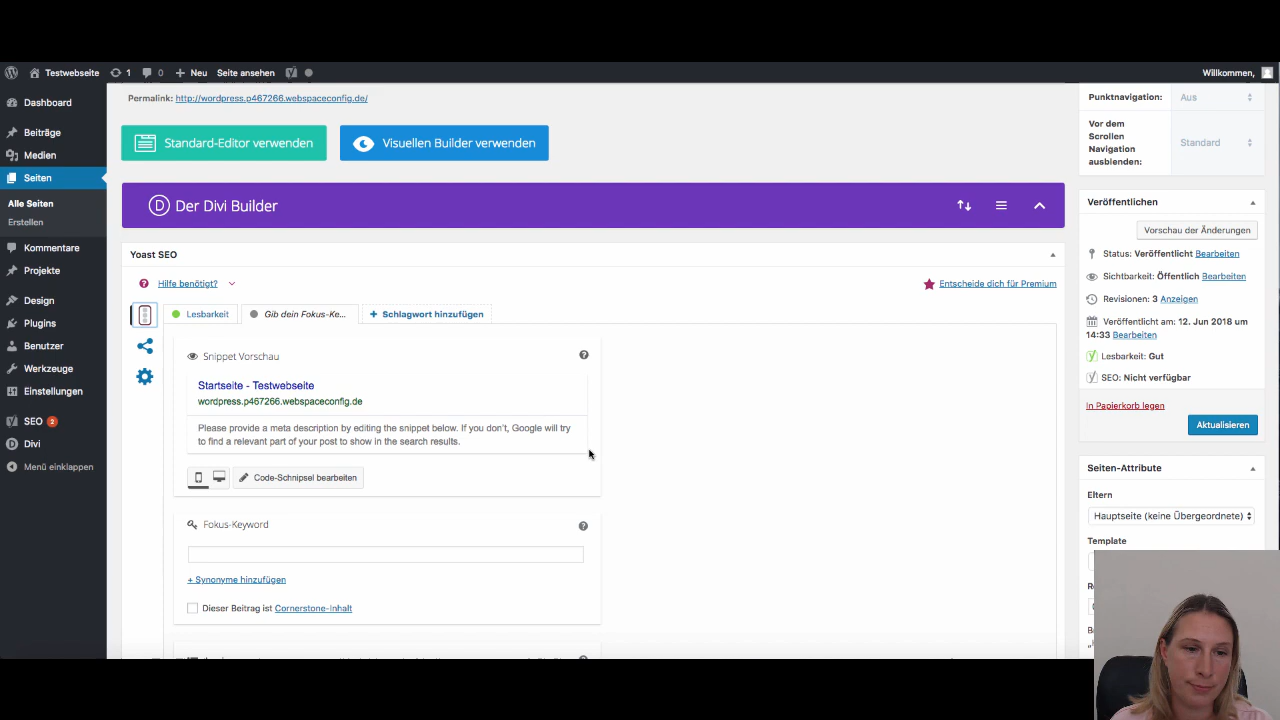 Testwebseite 1 0 Neu Seite ansehen Willkommen,
Dashboard
Beiträge
Medien
Seiten
Alle Seiten
Erstellen
Kommentare
Projekte
Design
Plugins
Benutzer
Werkzeuge
Einstellungen
SEO 2
Divi
Menü einklappen
Permalink: http://wordpress.p467266.webspaceconfig.de/
Standard-Editor verwenden Visuellen Builder verwenden
Der Divi Builder
Yoast SEO
Hilfe benötigt? Entscheide dich für Premium
Lesbarkeit Gib dein Fokus-Ke... Schlagwort hinzufügen
Snippet Vorschau
Startseite - Testwebseite
wordpress.p467266.webspaceconfig.de
Please provide a meta description by editing the snippet below. If you don't, Google will try
to find a relevant part of your post to show in the search results.
Code-Schnipsel bearbeiten
Fokus-Keyword
+ Synonyme hinzufügen
Dieser Beitrag ist Cornerstone-Inhalt
Punktnavigation: Aus
Vor dem
Scrollen
Navigation
ausblenden:
Standard
Veröffentlichen
Vorschau der Änderungen
Status: Veröffentlicht Bearbeiten
Sichtbarkeit: Öffentlich Bearbeiten
Revisionen: 3 Anzeigen
Veröffentlicht am: 12. Jun 2018 um
14:33 Bearbeiten
Lesbarkeit: Gut
SEO: Nicht verfügbar
In Papierkorb legen
Aktualisieren
Seiten-Attribute
Eltern
Hauptseite (keine Übergeordnete)
Template